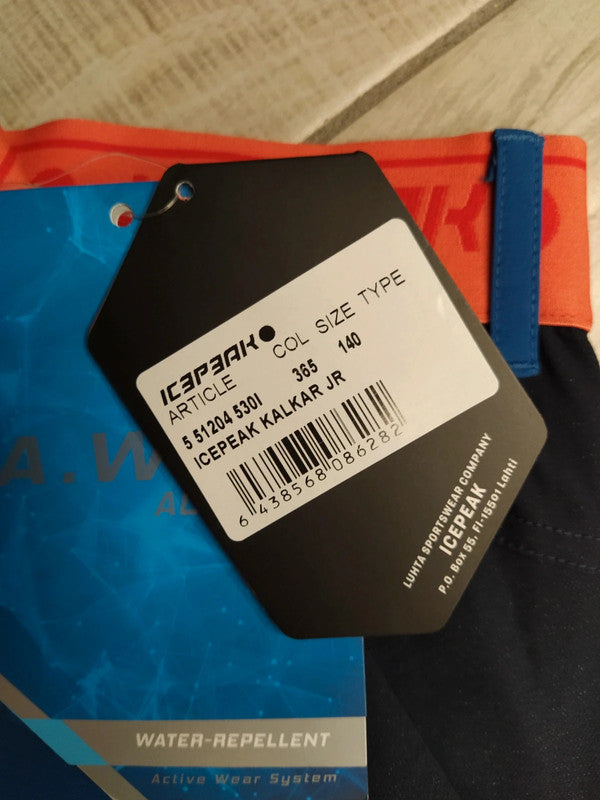 ICEPEAK
ARTICLE COL SIZE TYPE
5 51204 530I 365 140
ICEPEAK KALKAR JR
6 438568 086282
LUHTA SPORTSWEAR COMPANY
ICEPEAK
P.O. Box 55, FI-15501 Lahti
A.W
WATER-REPELLENT
Active Wear System